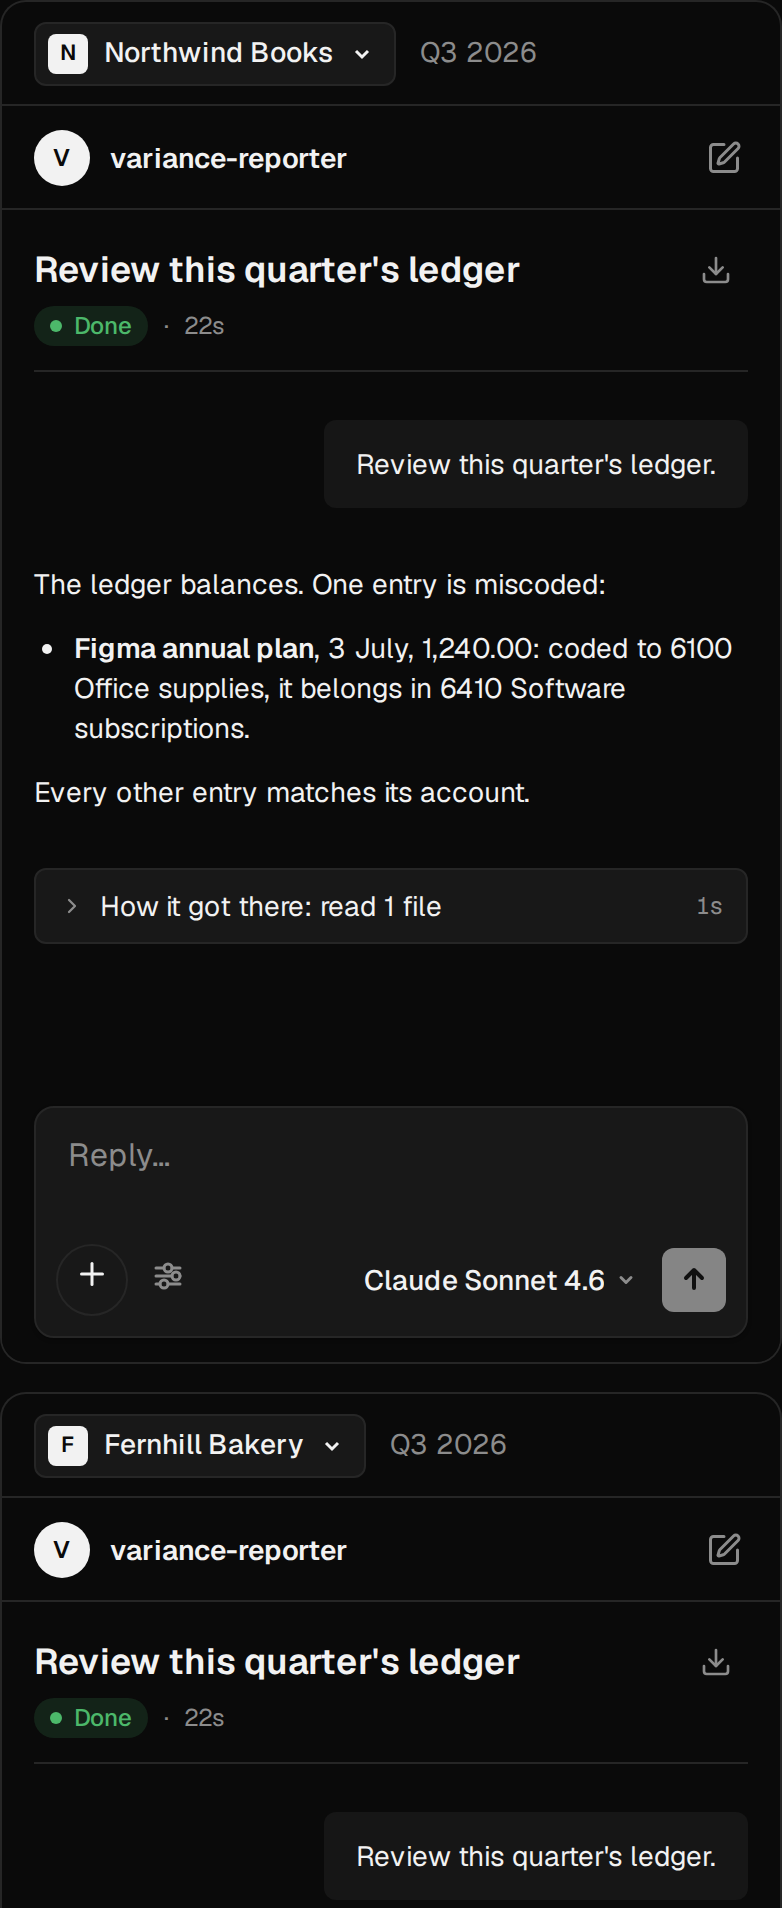 N Northwind Books Q3 2026
V variance-reporter
Review this quarter's ledger
Done · 22s
Review this quarter's ledger.
The ledger balances. One entry is miscoded:
• Figma annual plan, 3 July, 1,240.00: coded to 6100
Office supplies, it belongs in 6410 Software
subscriptions.
Every other entry matches its account.
How it got there: read 1 file 1s
Reply...
Claude Sonnet 4.6
F Fernhill Bakery Q3 2026
V variance-reporter
Review this quarter's ledger
Done · 22s
Review this quarter's ledger.